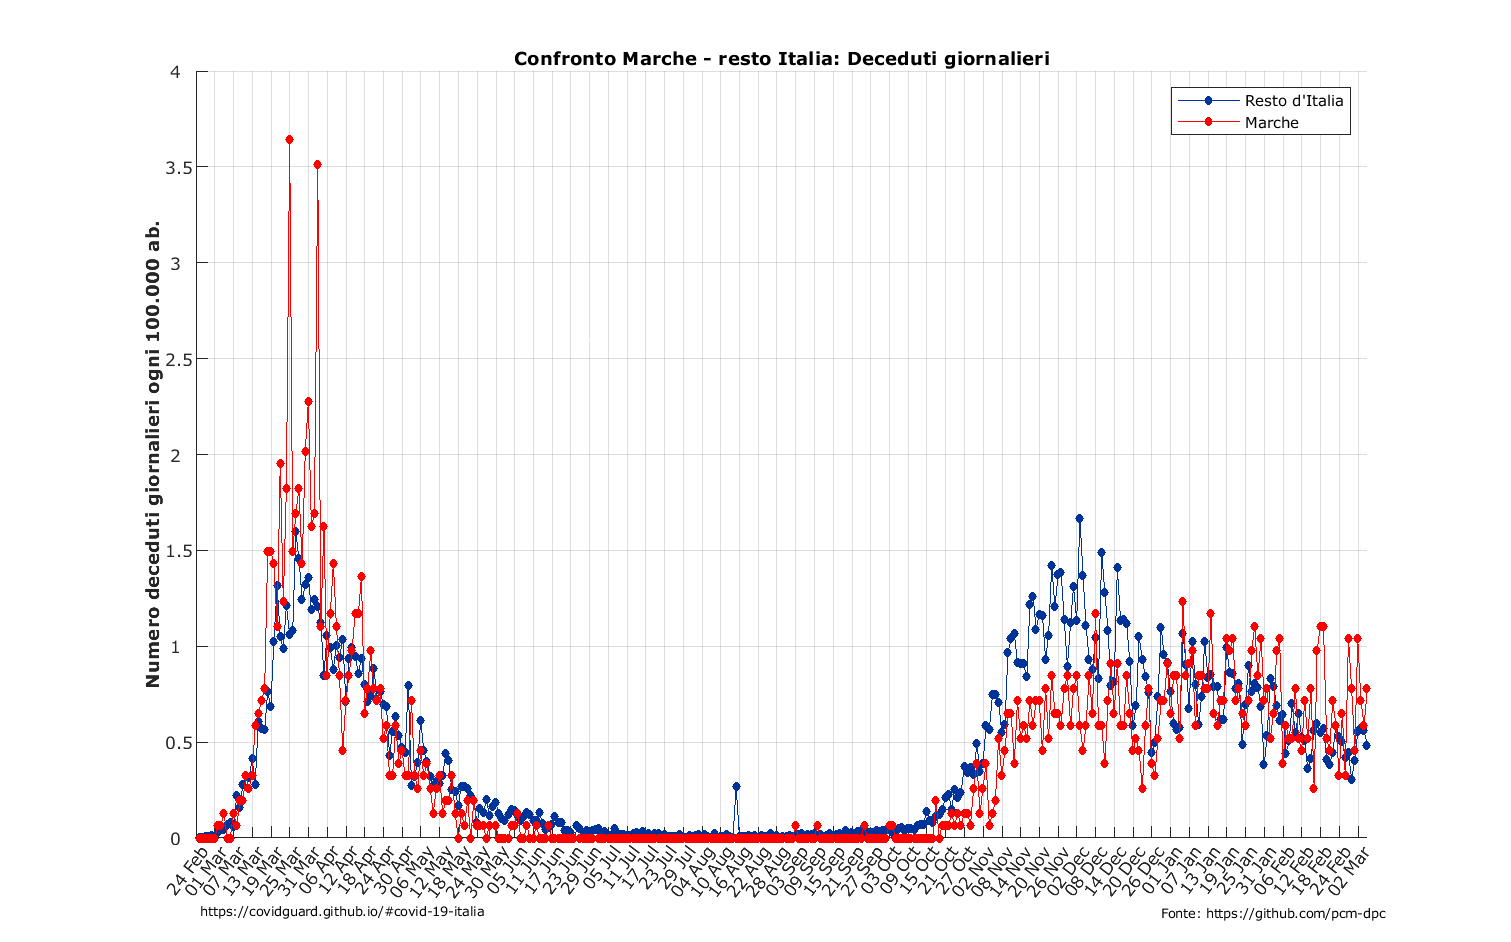 Confronto Marche - resto Italia: Deceduti giornalieri
Resto d'Italia
Marche
Numero deceduti giornalieri ogni 100.000 ab.
4
3.5
3
2.5
2
1.5
1
0.5
0
24 Feb
01 Mar
07 Mar
13 Mar
19 Mar
25 Mar
31 Mar
06 Apr
12 Apr
18 Apr
24 Apr
30 Apr
06 May
12 May
18 May
24 May
30 May
05 Jun
11 Jun
17 Jun
23 Jun
29 Jun
05 Jul
11 Jul
17 Jul
23 Jul
29 Jul
04 Aug
10 Aug
16 Aug
22 Aug
28 Aug
03 Sep
09 Sep
15 Sep
21 Sep
27 Sep
03 Oct
09 Oct
15 Oct
21 Oct
27 Oct
02 Nov
08 Nov
14 Nov
20 Nov
26 Nov
02 Dec
08 Dec
14 Dec
20 Dec
26 Dec
01 Jan
07 Jan
13 Jan
19 Jan
25 Jan
31 Jan
06 Feb
12 Feb
18 Feb
24 Feb
02 Mar
https://covidguard.github.io/#covid-19-italia
Fonte: https://github.com/pcm-dpc